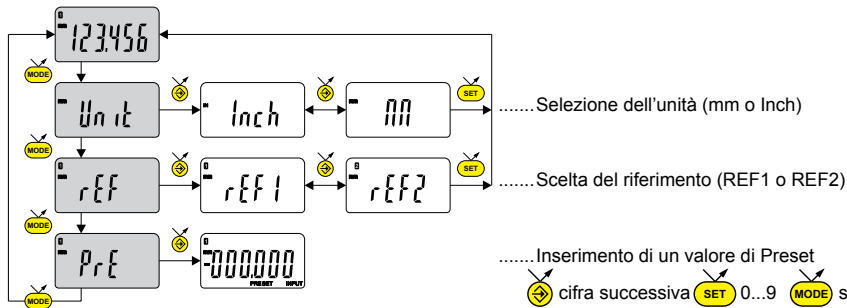 123.456
MODE
Unit Inch MM SET .......Selezione dell'unità (mm o Inch)
MODE
rEF rEF1 rEF2 SET .......Scelta del riferimento (REF1 o REF2)
MODE
PrE -000.000 PRESET INPUT .......Inserimento di un valore di Preset
MODE cifra successiva SET 0...9 MODE s